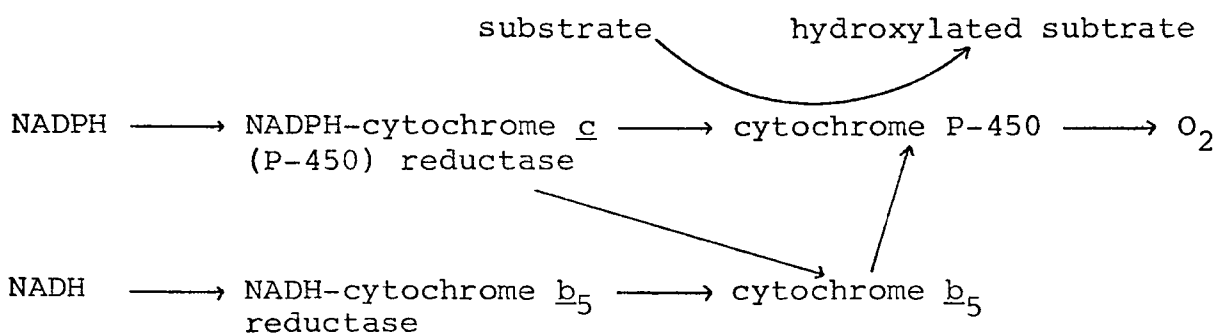 substrate hydroxylated subtrate
NADPH NADPH-cytochrome c cytochrome P-450 O2
(P-450) reductase
NADH NADH-cytochrome b5 cytochrome b5
reductase